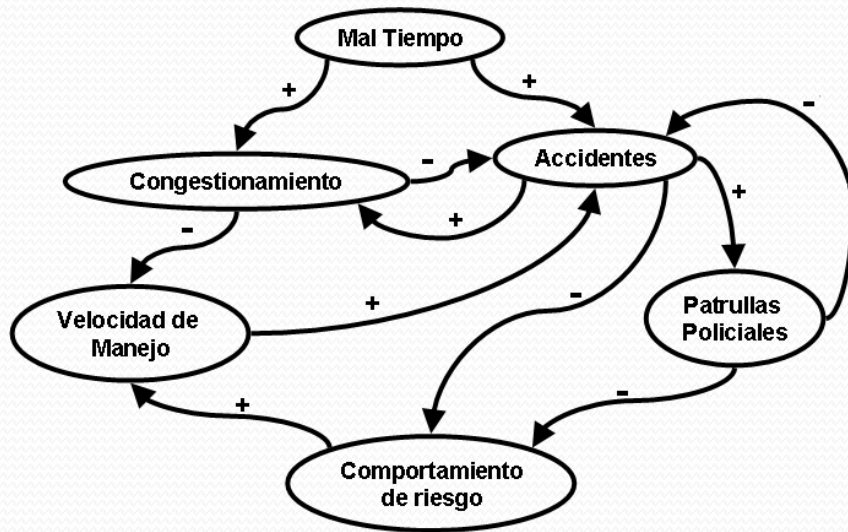 Mal Tiempo
+
+
-
Congestionamiento
-
Accidentes
+
+
-
Velocidad de
Manejo
+
-
Patrullas
Policiales
+
-
Comportamiento
de riesgo